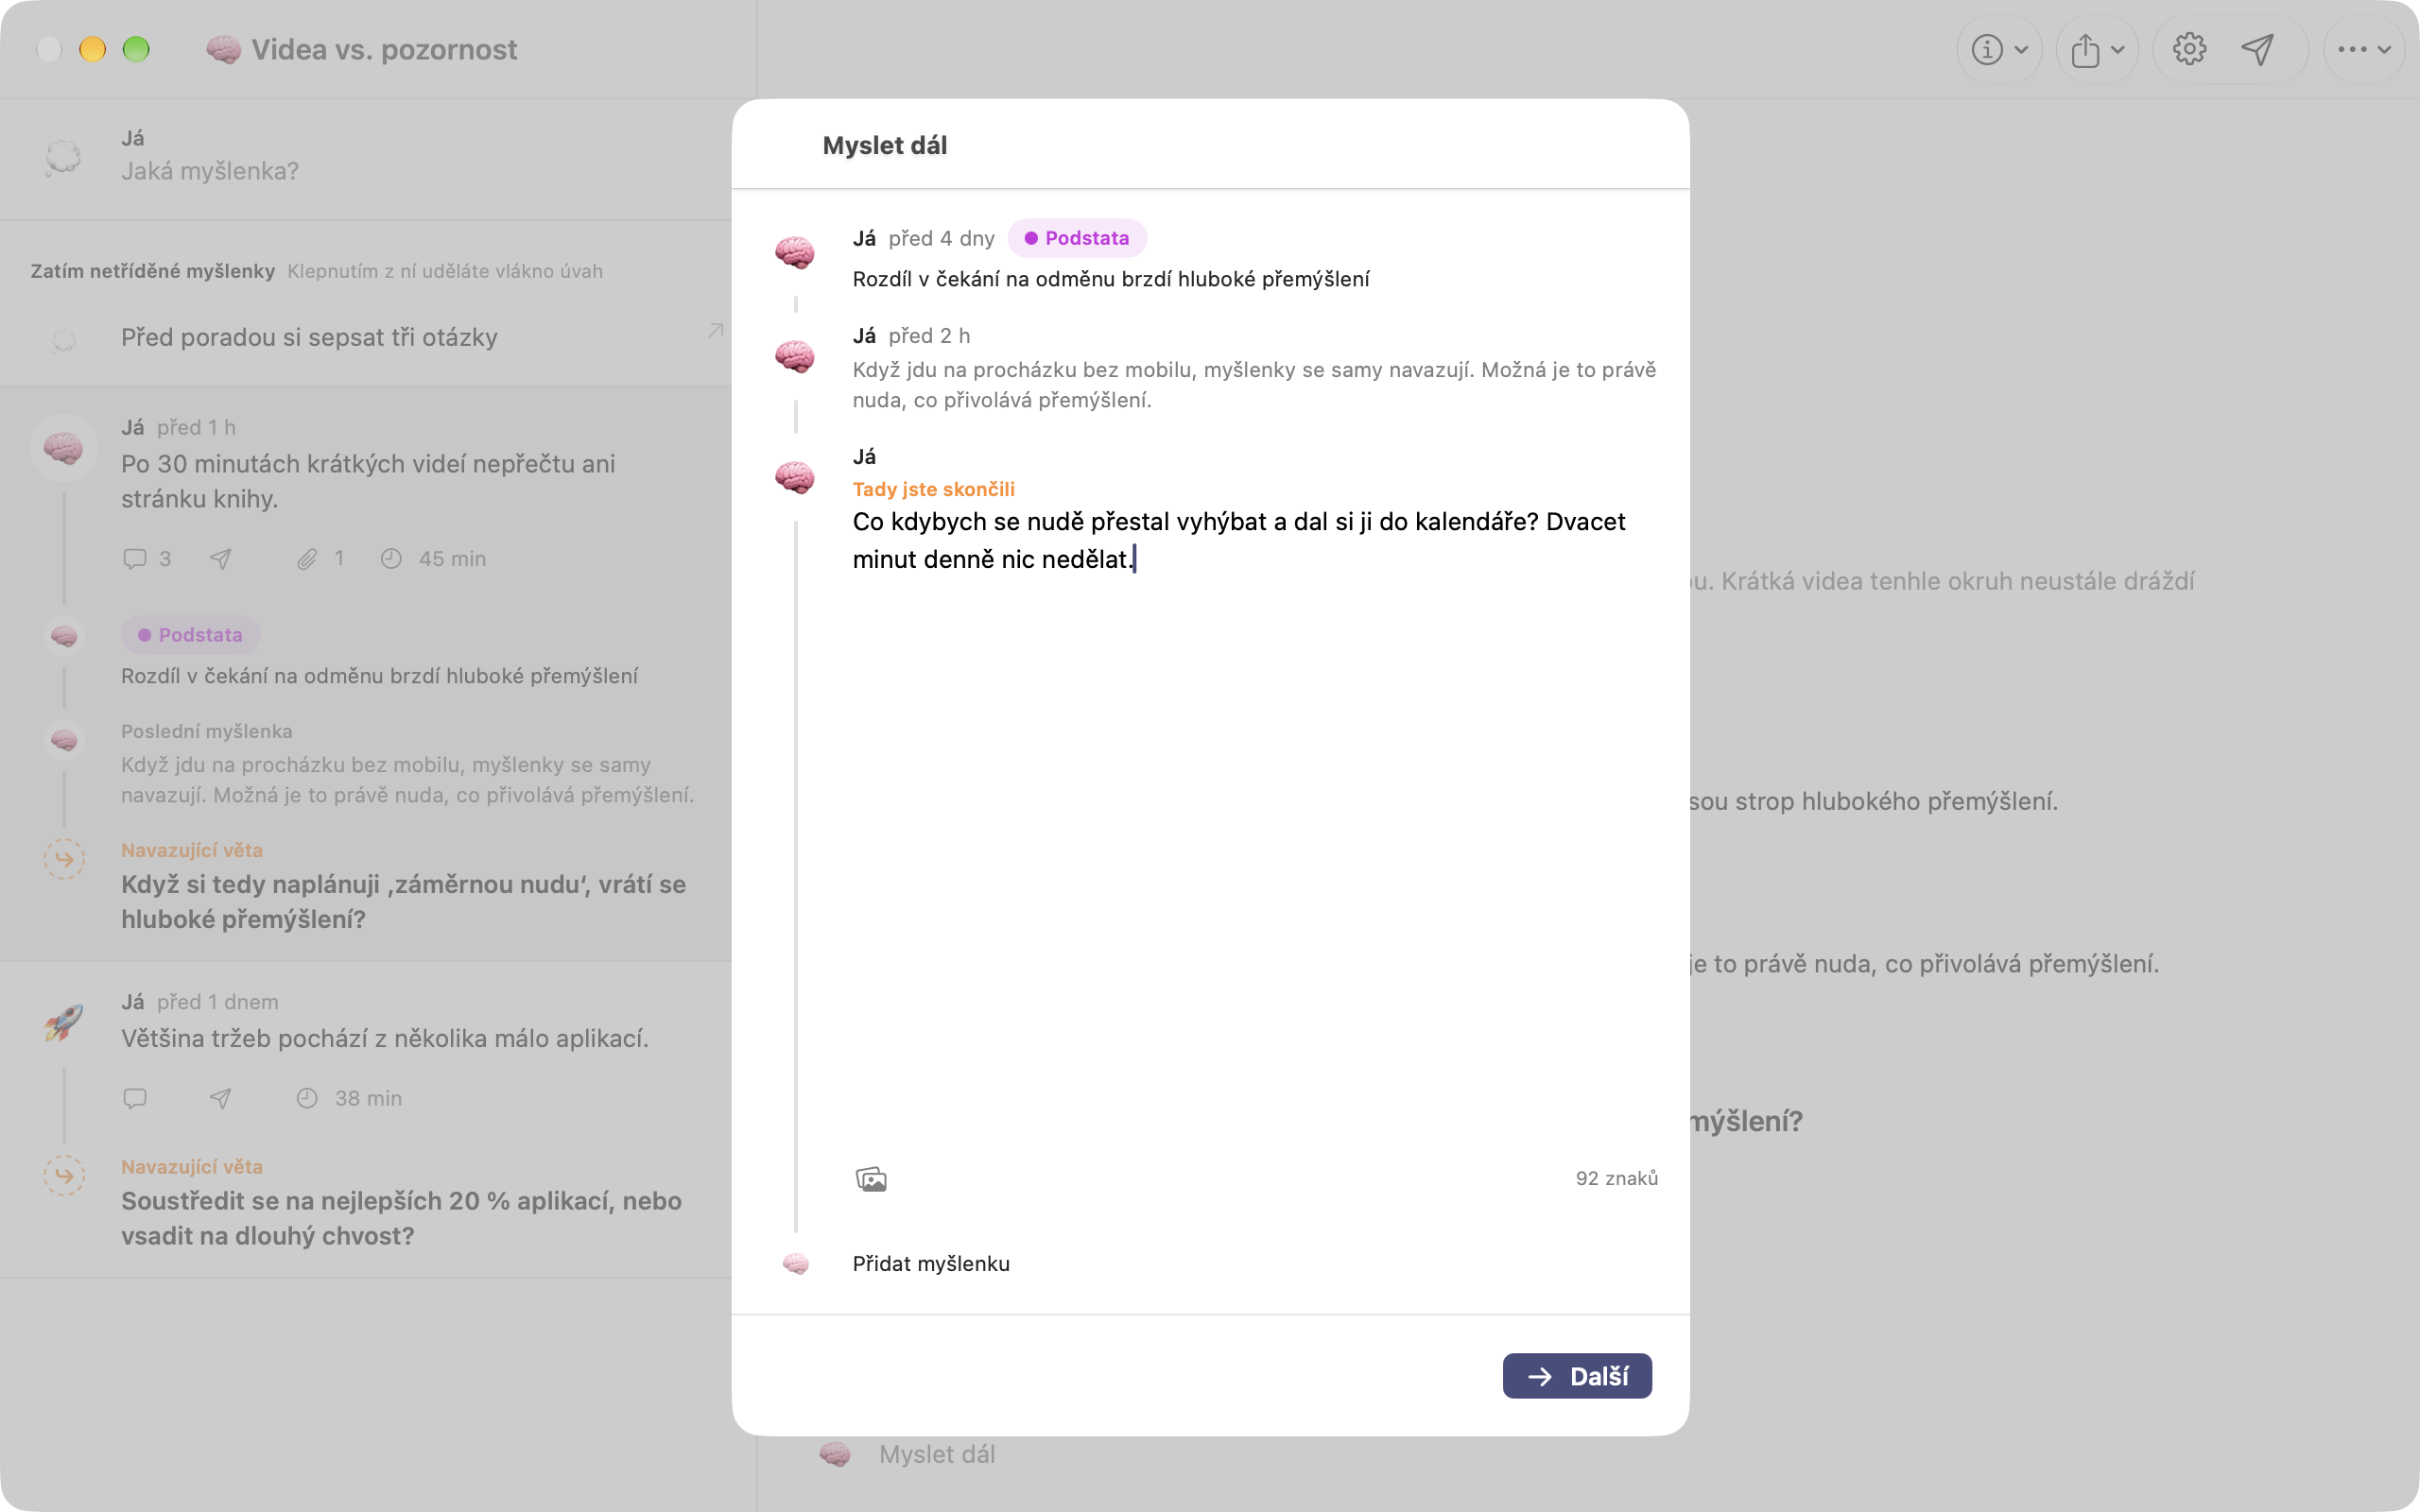 Videa vs. pozornost
Já
Jaká myšlenka?
Zatím netříděné myšlenky Klepnutím z ní uděláte vlákno úvah
Před poradou si sepsat tři otázky
Já před 1 h
Po 30 minutách krátkých videí nepřečtu ani
stránku knihy.
3 1 45 min
Podstata
Rozdíl v čekání na odměnu brzdí hluboké přemýšlení
Poslední myšlenka
Když jdu na procházku bez mobilu, myšlenky se samy
navazují. Možná je to právě nuda, co přivolává přemýšlení.
Navazující věta
Když si tedy naplánuji ‚záměrnou nudu‘, vrátí se
hluboké přemýšlení?
Já před 1 dnem
Většina tržeb pochází z několika málo aplikací.
38 min
Navazující věta
Soustředit se na nejlepších 20 % aplikací, nebo
vsadit na dlouhý chvost?
Myslet dál
Já před 4 dny Podstata
Rozdíl v čekání na odměnu brzdí hluboké přemýšlení
Já před 2 h
Když jdu na procházku bez mobilu, myšlenky se samy navazují. Možná je to právě
nuda, co přivolává přemýšlení.
Já
Tady jste skončili
Co kdybych se nudě přestal vyhýbat a dal si ji do kalendáře? Dvacet
minut denně nic nedělat.
92 znaků
Přidat myšlenku
Další
Krátká videa tenhle okruh neustále dráždí
strop hlubokého přemýšlení.
je to právě nuda, co přivolává přemýšlení.
Myslet dál